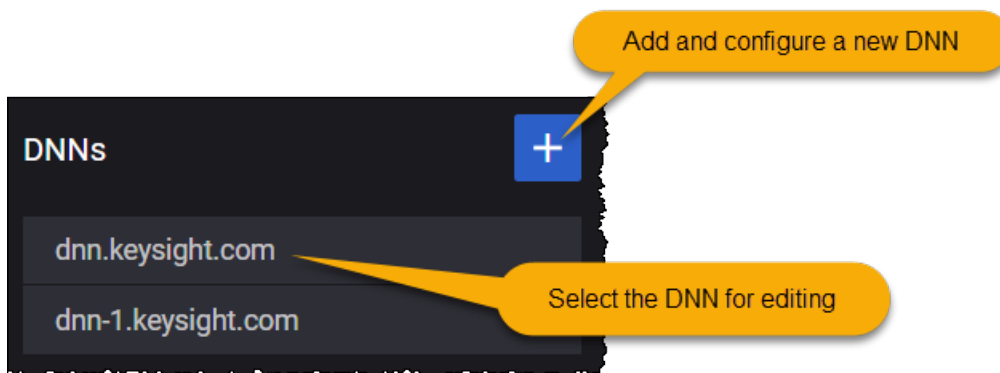 Add and configure a new DNN
DNNs
+
dnn.keysight.com
Select the DNN for editing
dnn-1.keysight.com